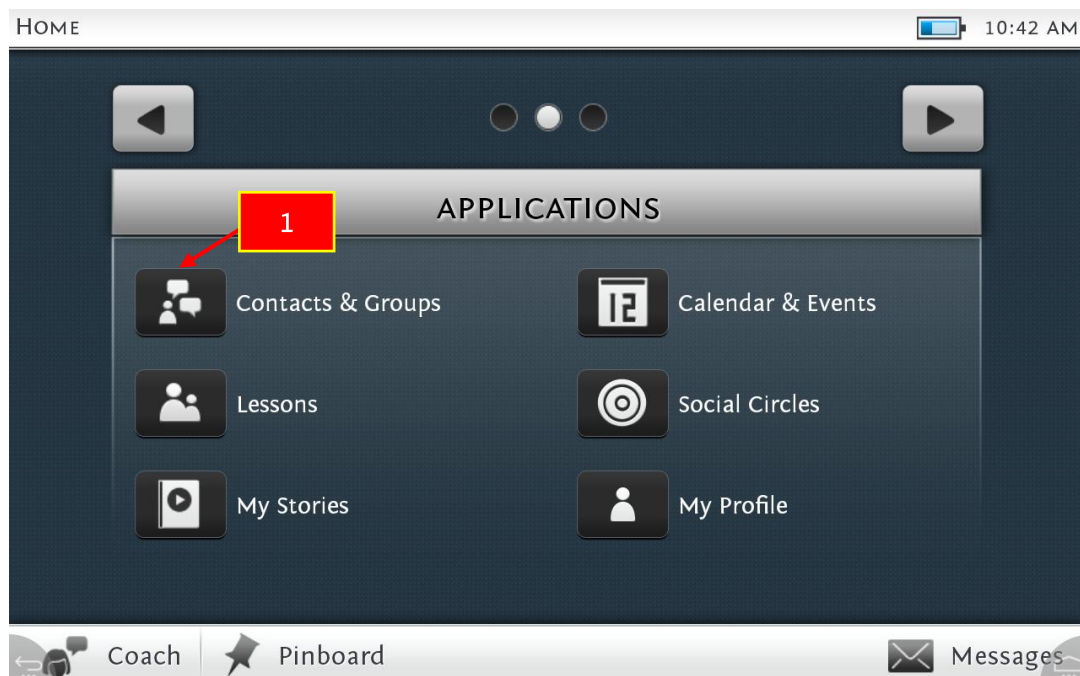 HOME 10:42 AM
APPLICATIONS
1
Contacts & Groups Calendar & Events
12
Lessons Social Circles
My Stories My Profile
Coach Pinboard Messages